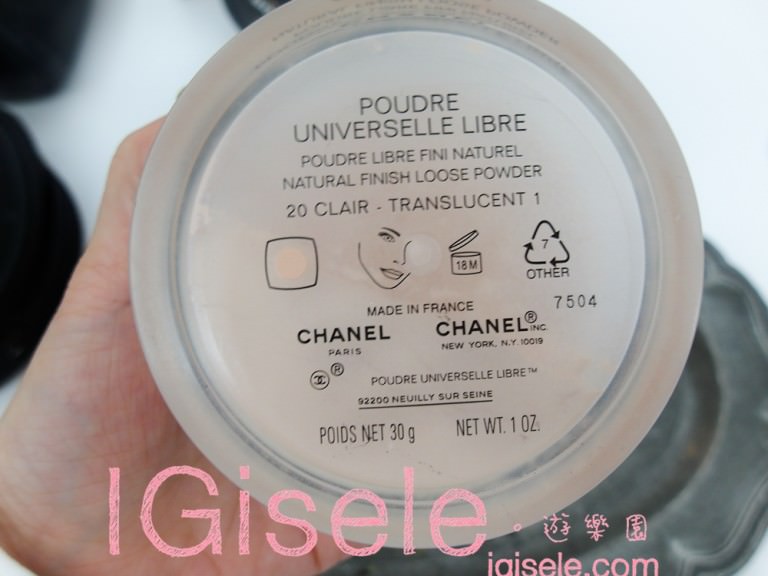 POUDRE
UNIVERSELLE LIBRE
POUDRE LIBRE FINI NATUREL
NATURAL FINISH LOOSE POWDER
20 CLAIR - TRANSLUCENT 1
18 M
7
OTHER
7504
MADE IN FRANCE
CHANEL
PARIS
CHANEL® INC.
NEW YORK, N.Y. 10019
®
POUDRE UNIVERSELLE LIBRE™
92200 NEUILLY SUR SEINE
POIDS NET 30 g NET WT. 1 OZ.
IGisele。遊樂園
igisele.com